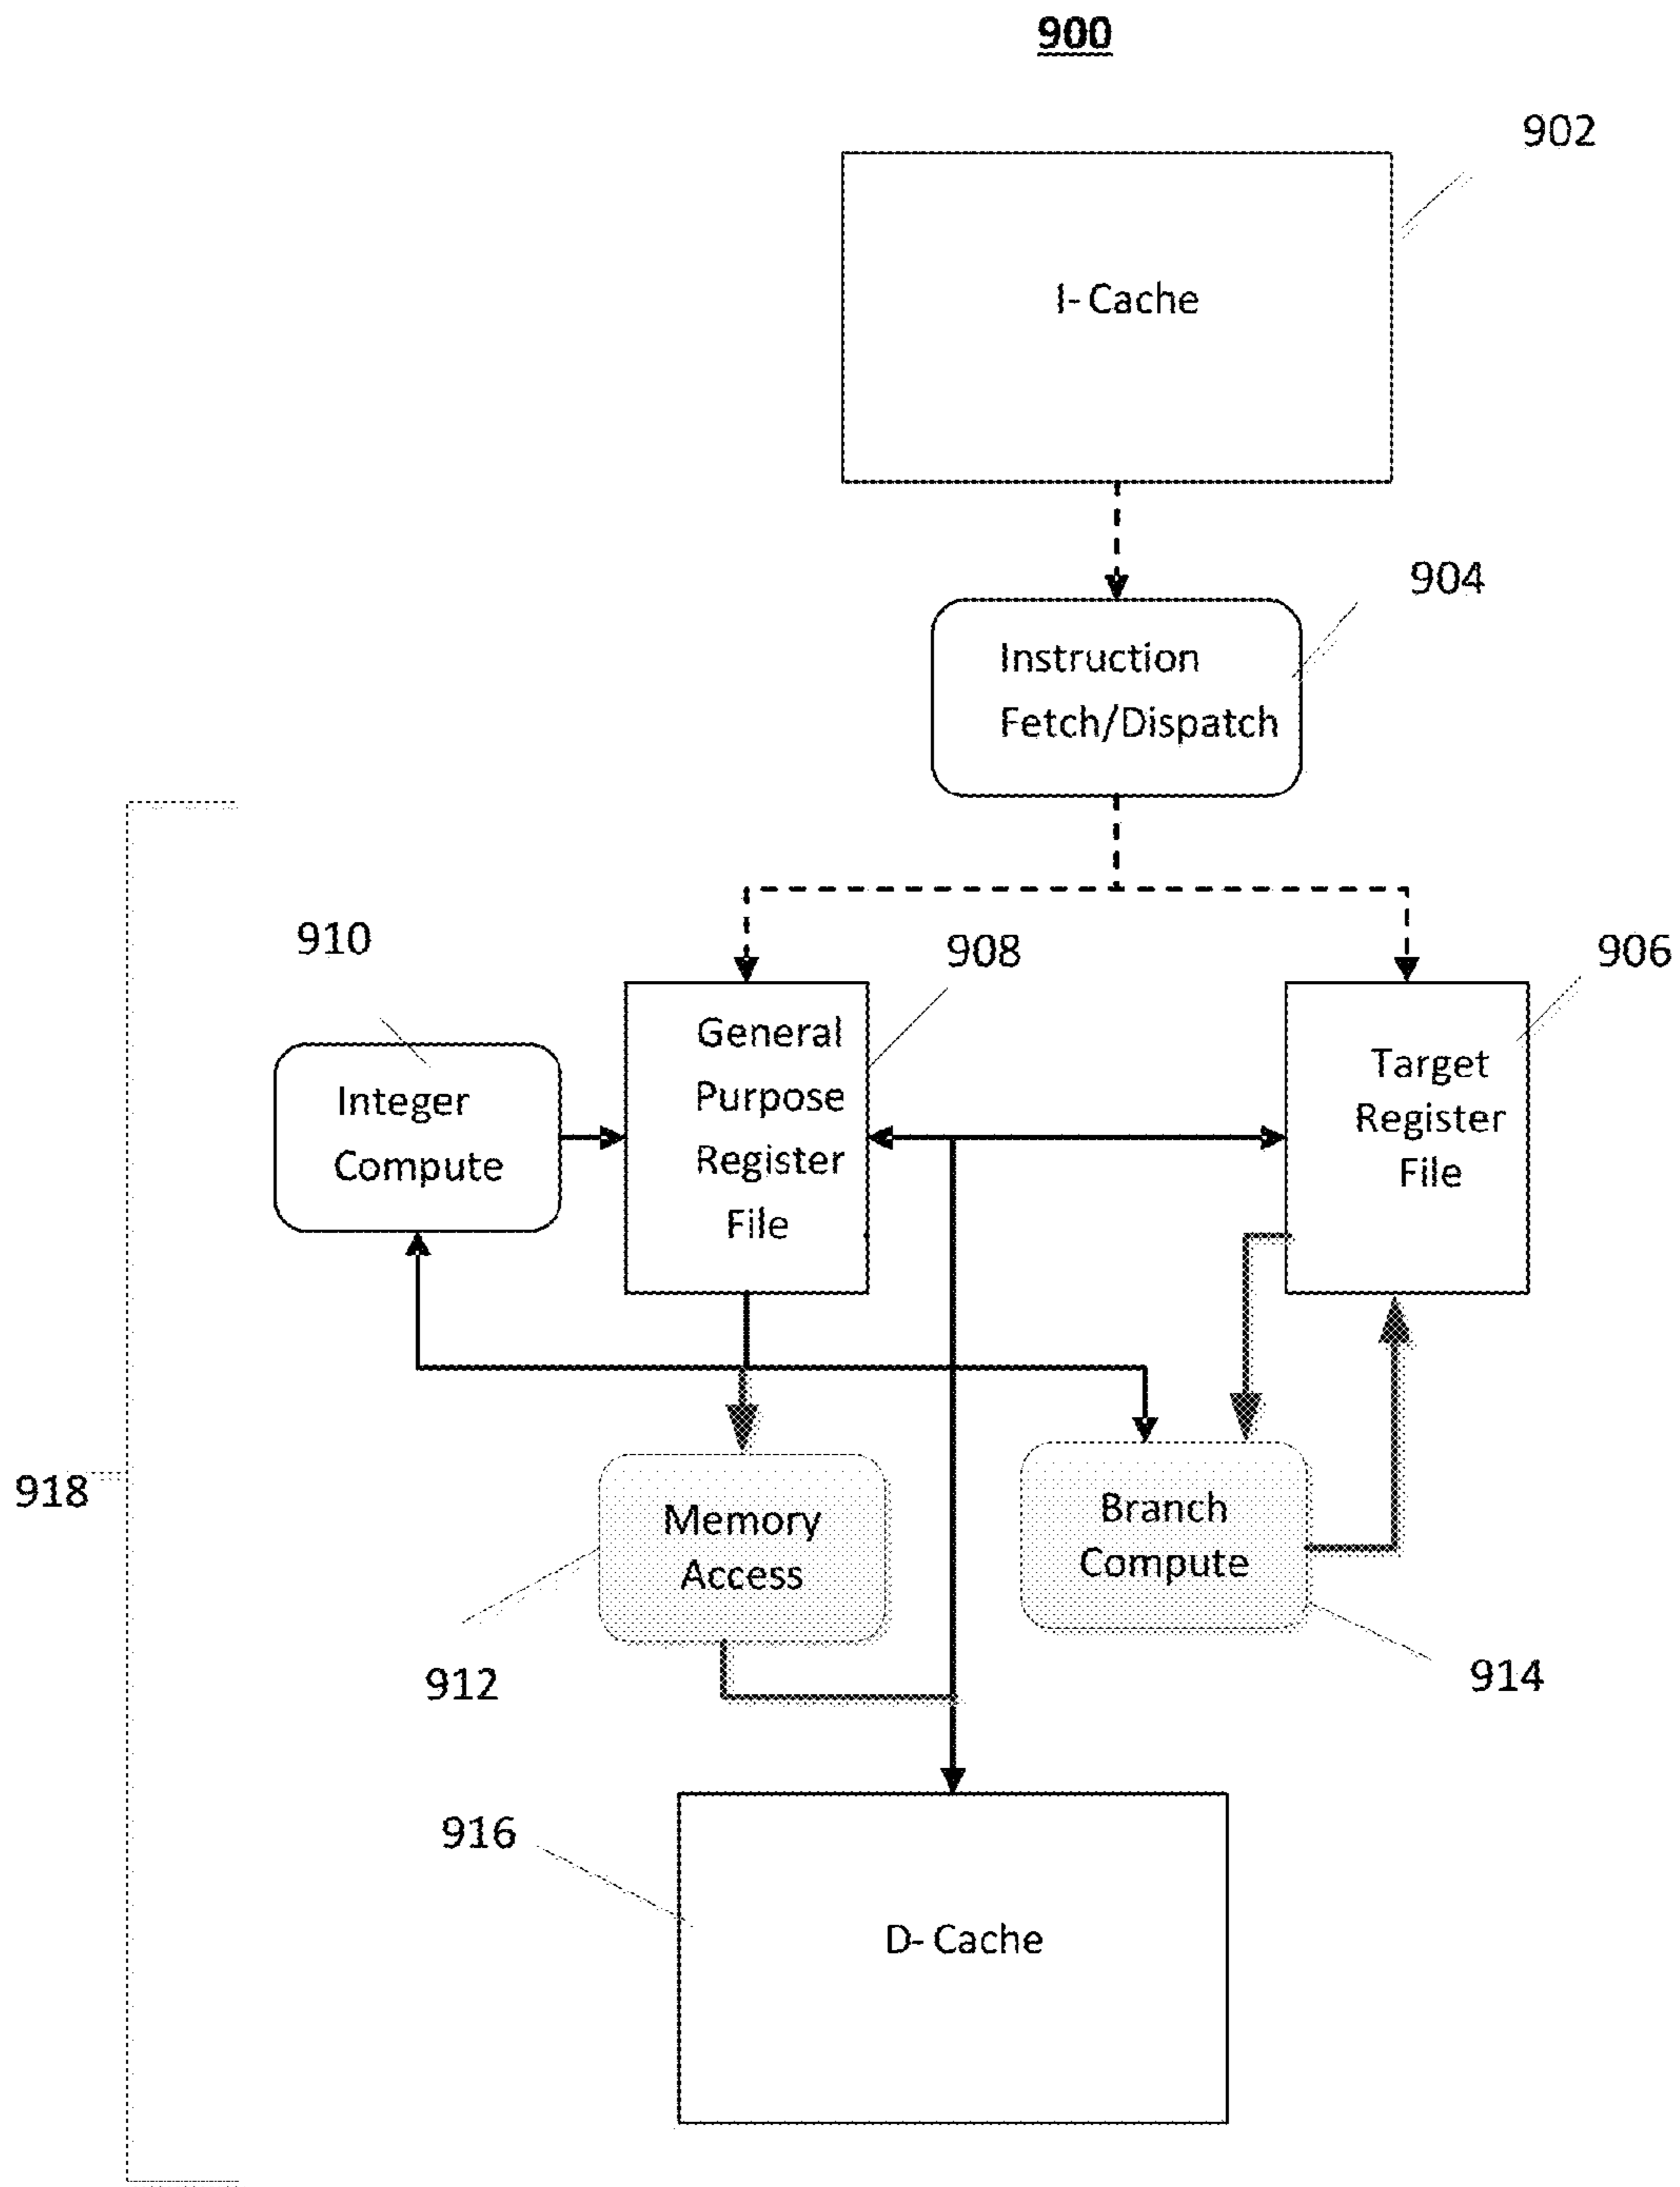 900
902
I-Cache
904
Instruction
Fetch/Dispatch
910
908
906
General
Purpose
Register
File
Target
Register
File
Integer
Compute
918
Memory
Access
Branch
Compute
912
914
916
D-Cache